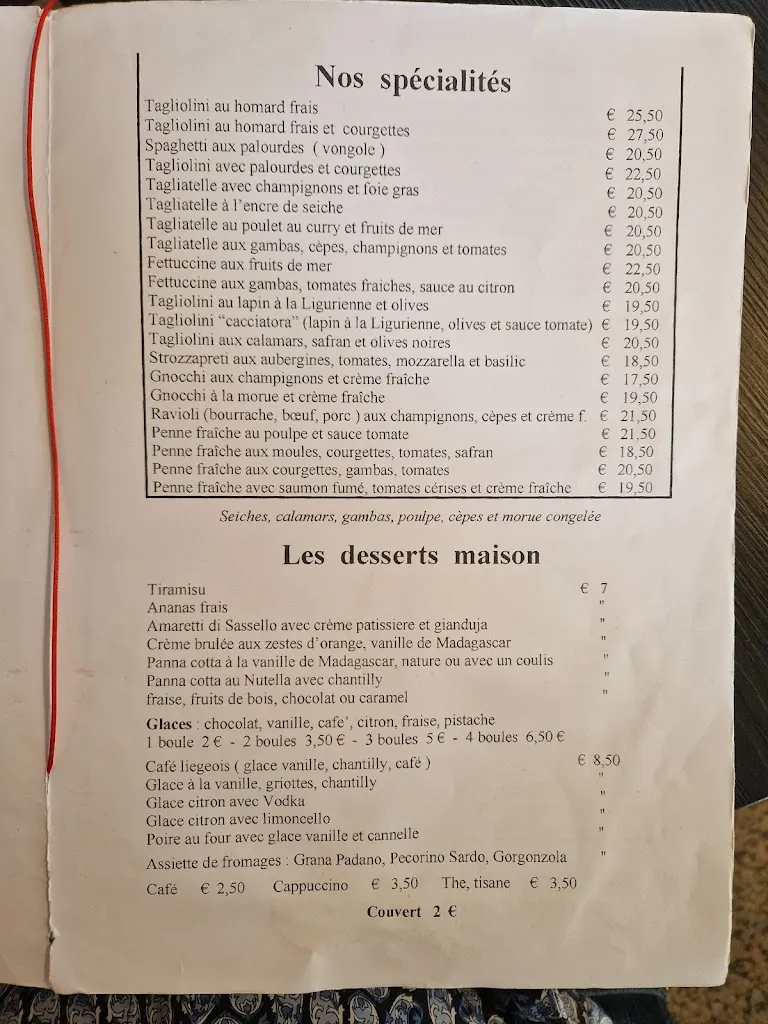 Nos spécialités
Tagliolini au homard frais € 25,50
Tagliolini au homard frais et courgettes € 27,50
Spaghetti aux palourdes ( vongole ) € 20,50
Tagliolini avec palourdes et courgettes € 22,50
Tagliatelle avec champignons et foie gras € 20,50
Tagliatelle à l'encre de seiche € 20,50
Tagliatelle au poulet au curry et fruits de mer € 20,50
Tagliatelle aux gambas, cèpes, champignons et tomates € 20,50
Fettuccine aux fruits de mer € 22,50
Fettuccine aux gambas, tomates fraiches, sauce au citron € 20,50
Tagliolini au lapin à la Ligurienne et olives € 19,50
Tagliolini “cacciatora” (lapin à la Ligurienne, olives et sauce tomate) € 19,50
Tagliolini aux calamars, safran et olives noires € 20,50
Strozzapreti aux aubergines, tomates, mozzarella et basilic € 18,50
Gnocchi aux champignons et crème fraîche € 17,50
Gnocchi à la morue et crème fraîche € 19,50
Ravioli (bourrache, bœuf, porc ) aux champignons, cèpes et crème f. € 21,50
Penne fraîche au poulpe et sauce tomate € 21,50
Penne fraîche aux moules, courgettes, tomates, safran € 18,50
Penne fraîche aux courgettes, gambas, tomates € 20,50
Penne fraîche avec saumon fumé, tomates cérises et crème fraîche € 19,50
Seiches, calamars, gambas, poulpe, cèpes et morue congelée
Les desserts maison
Tiramisu € 7
Ananas frais "
Amaretti di Sassello avec crème patissiere et gianduja "
Crème brulée aux zestes d'orange, vanille de Madagascar "
Panna cotta à la vanille de Madagascar, nature ou avec un coulis "
Panna cotta au Nutella avec chantilly "
fraise, fruits de bois, chocolat ou caramel "
Glaces : chocolat, vanille, cafe', citron, fraise, pistache
1 boule 2 € - 2 boules 3,50 € - 3 boules 5 € - 4 boules 6,50 €
Café liegeois ( glace vanille, chantilly, café ) € 8,50
Glace à la vanille, griottes, chantilly "
Glace citron avec Vodka "
Glace citron avec limoncello "
Poire au four avec glace vanille et cannelle "
Assiette de fromages : Grana Padano, Pecorino Sardo, Gorgonzola "
Café € 2,50 Cappuccino € 3,50 The, tisane € 3,50
Couvert 2 €